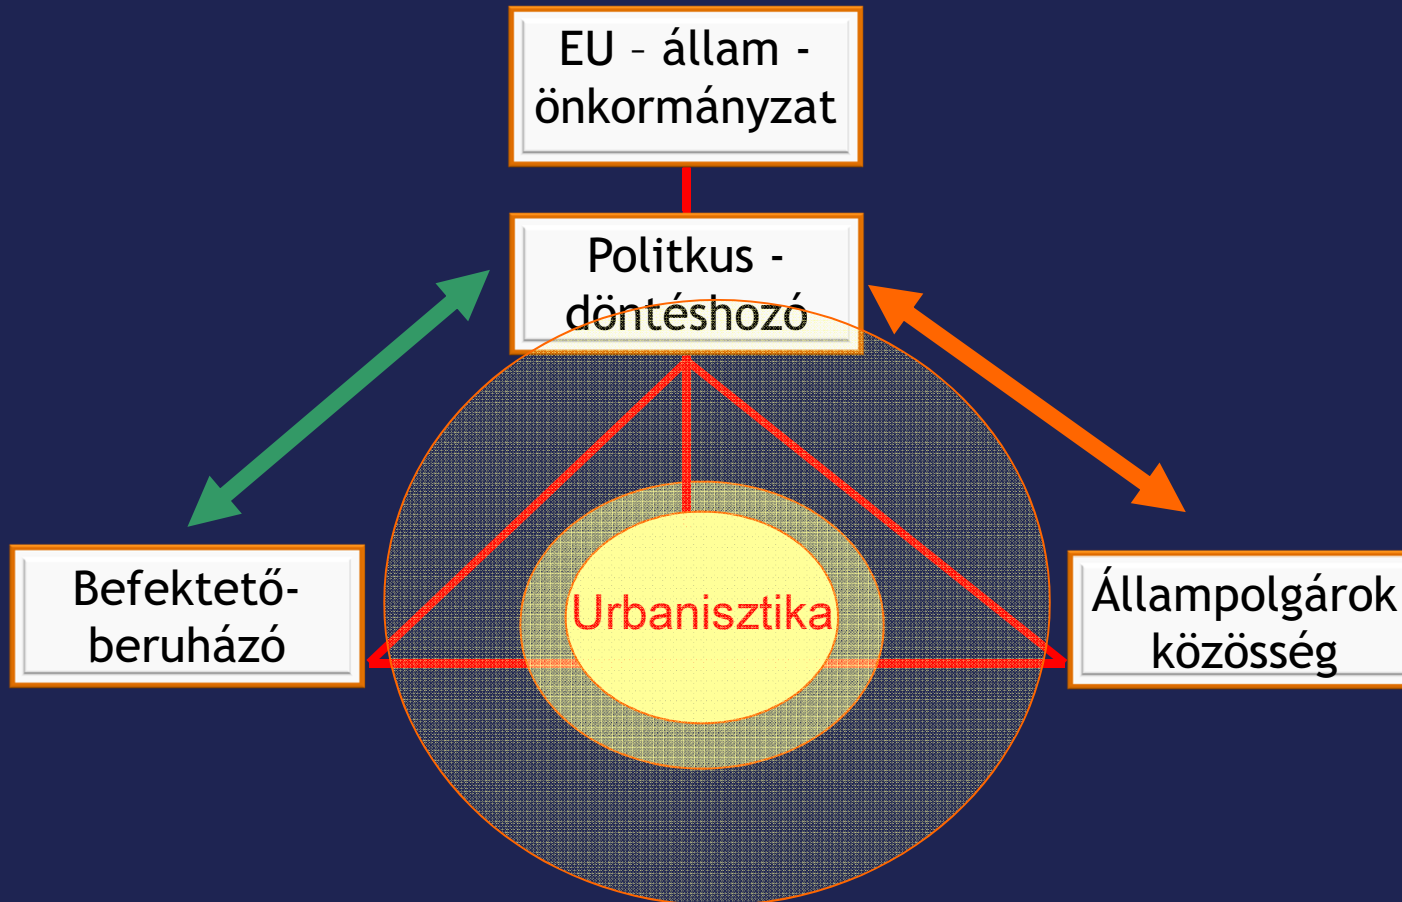 EU – állam -
önkormányzat
Politkus -
döntéshozó
Befektető-
beruházó
Urbanisztika
Állampolgárok
közösség